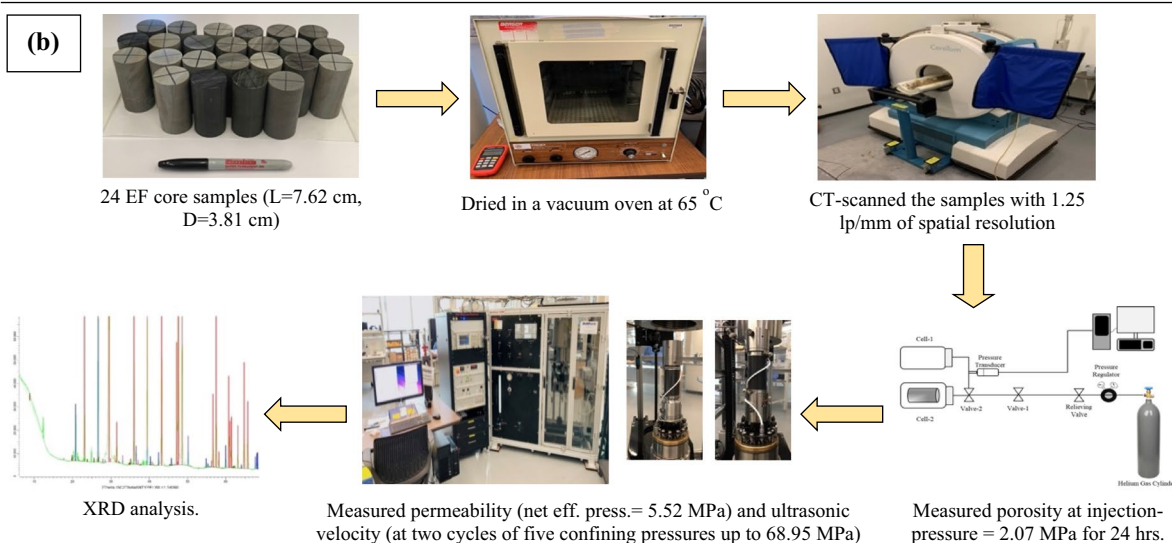 (b)
24 EF core samples (L=7.62 cm,
D=3.81 cm)
Dried in a vacuum oven at 65 °C
CT-scanned the samples with 1.25
lp/mm of spatial resolution
Cell-1
Pressure
Transducer
Pressure
Regulator
Cell-2
Valve-2
Valve-1
Relieving
Valve
Helium Gas Cylinde
Measured porosity at injection-
pressure = 2.07 MPa for 24 hrs.
Measured permeability (net eff. press.= 5.52 MPa) and ultrasonic
velocity (at two cycles of five confining pressures up to 68.95 MPa)
XRD analysis.